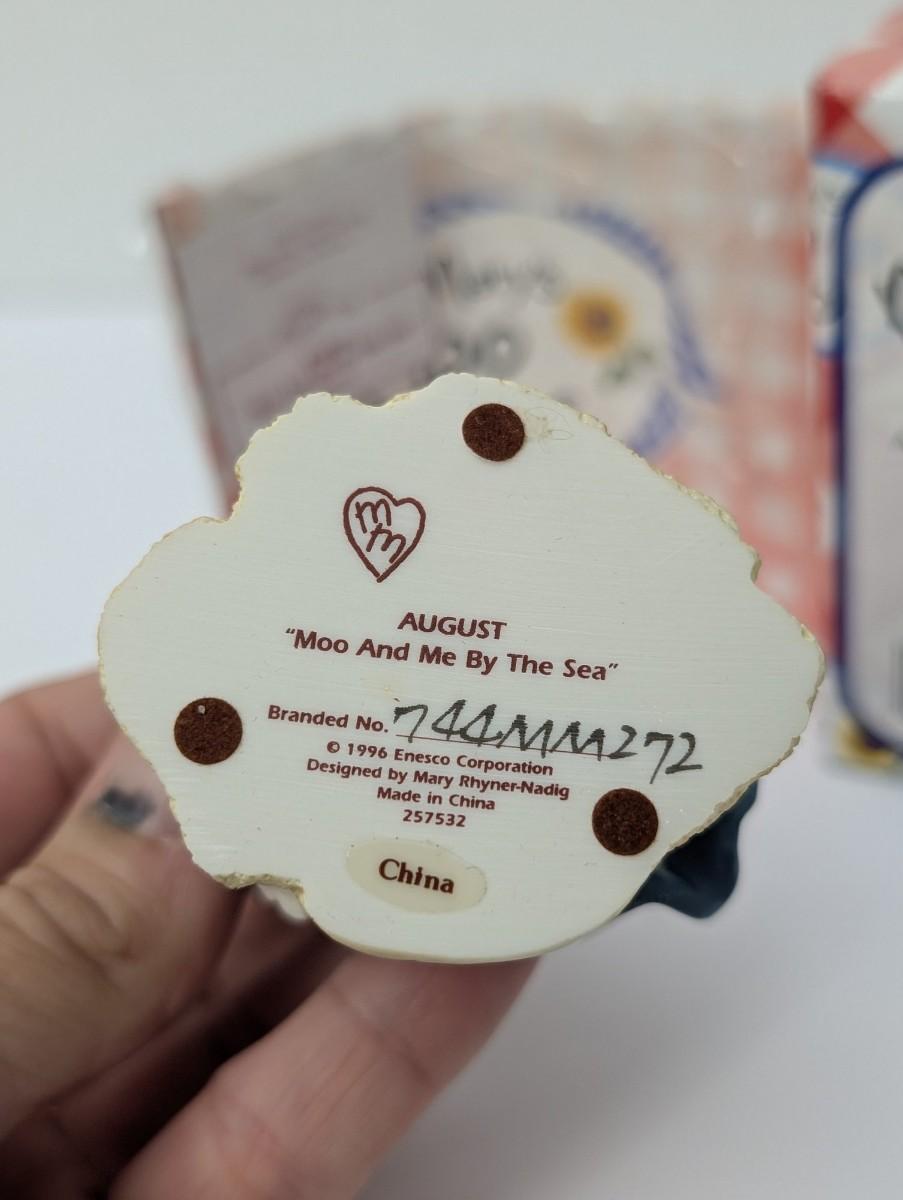 m
m
AUGUST
“Moo And Me By The Sea”
Branded No. 744MM272
© 1996 Enesco Corporation
Designed by Mary Rhyner-Nadig
Made in China
257532
China